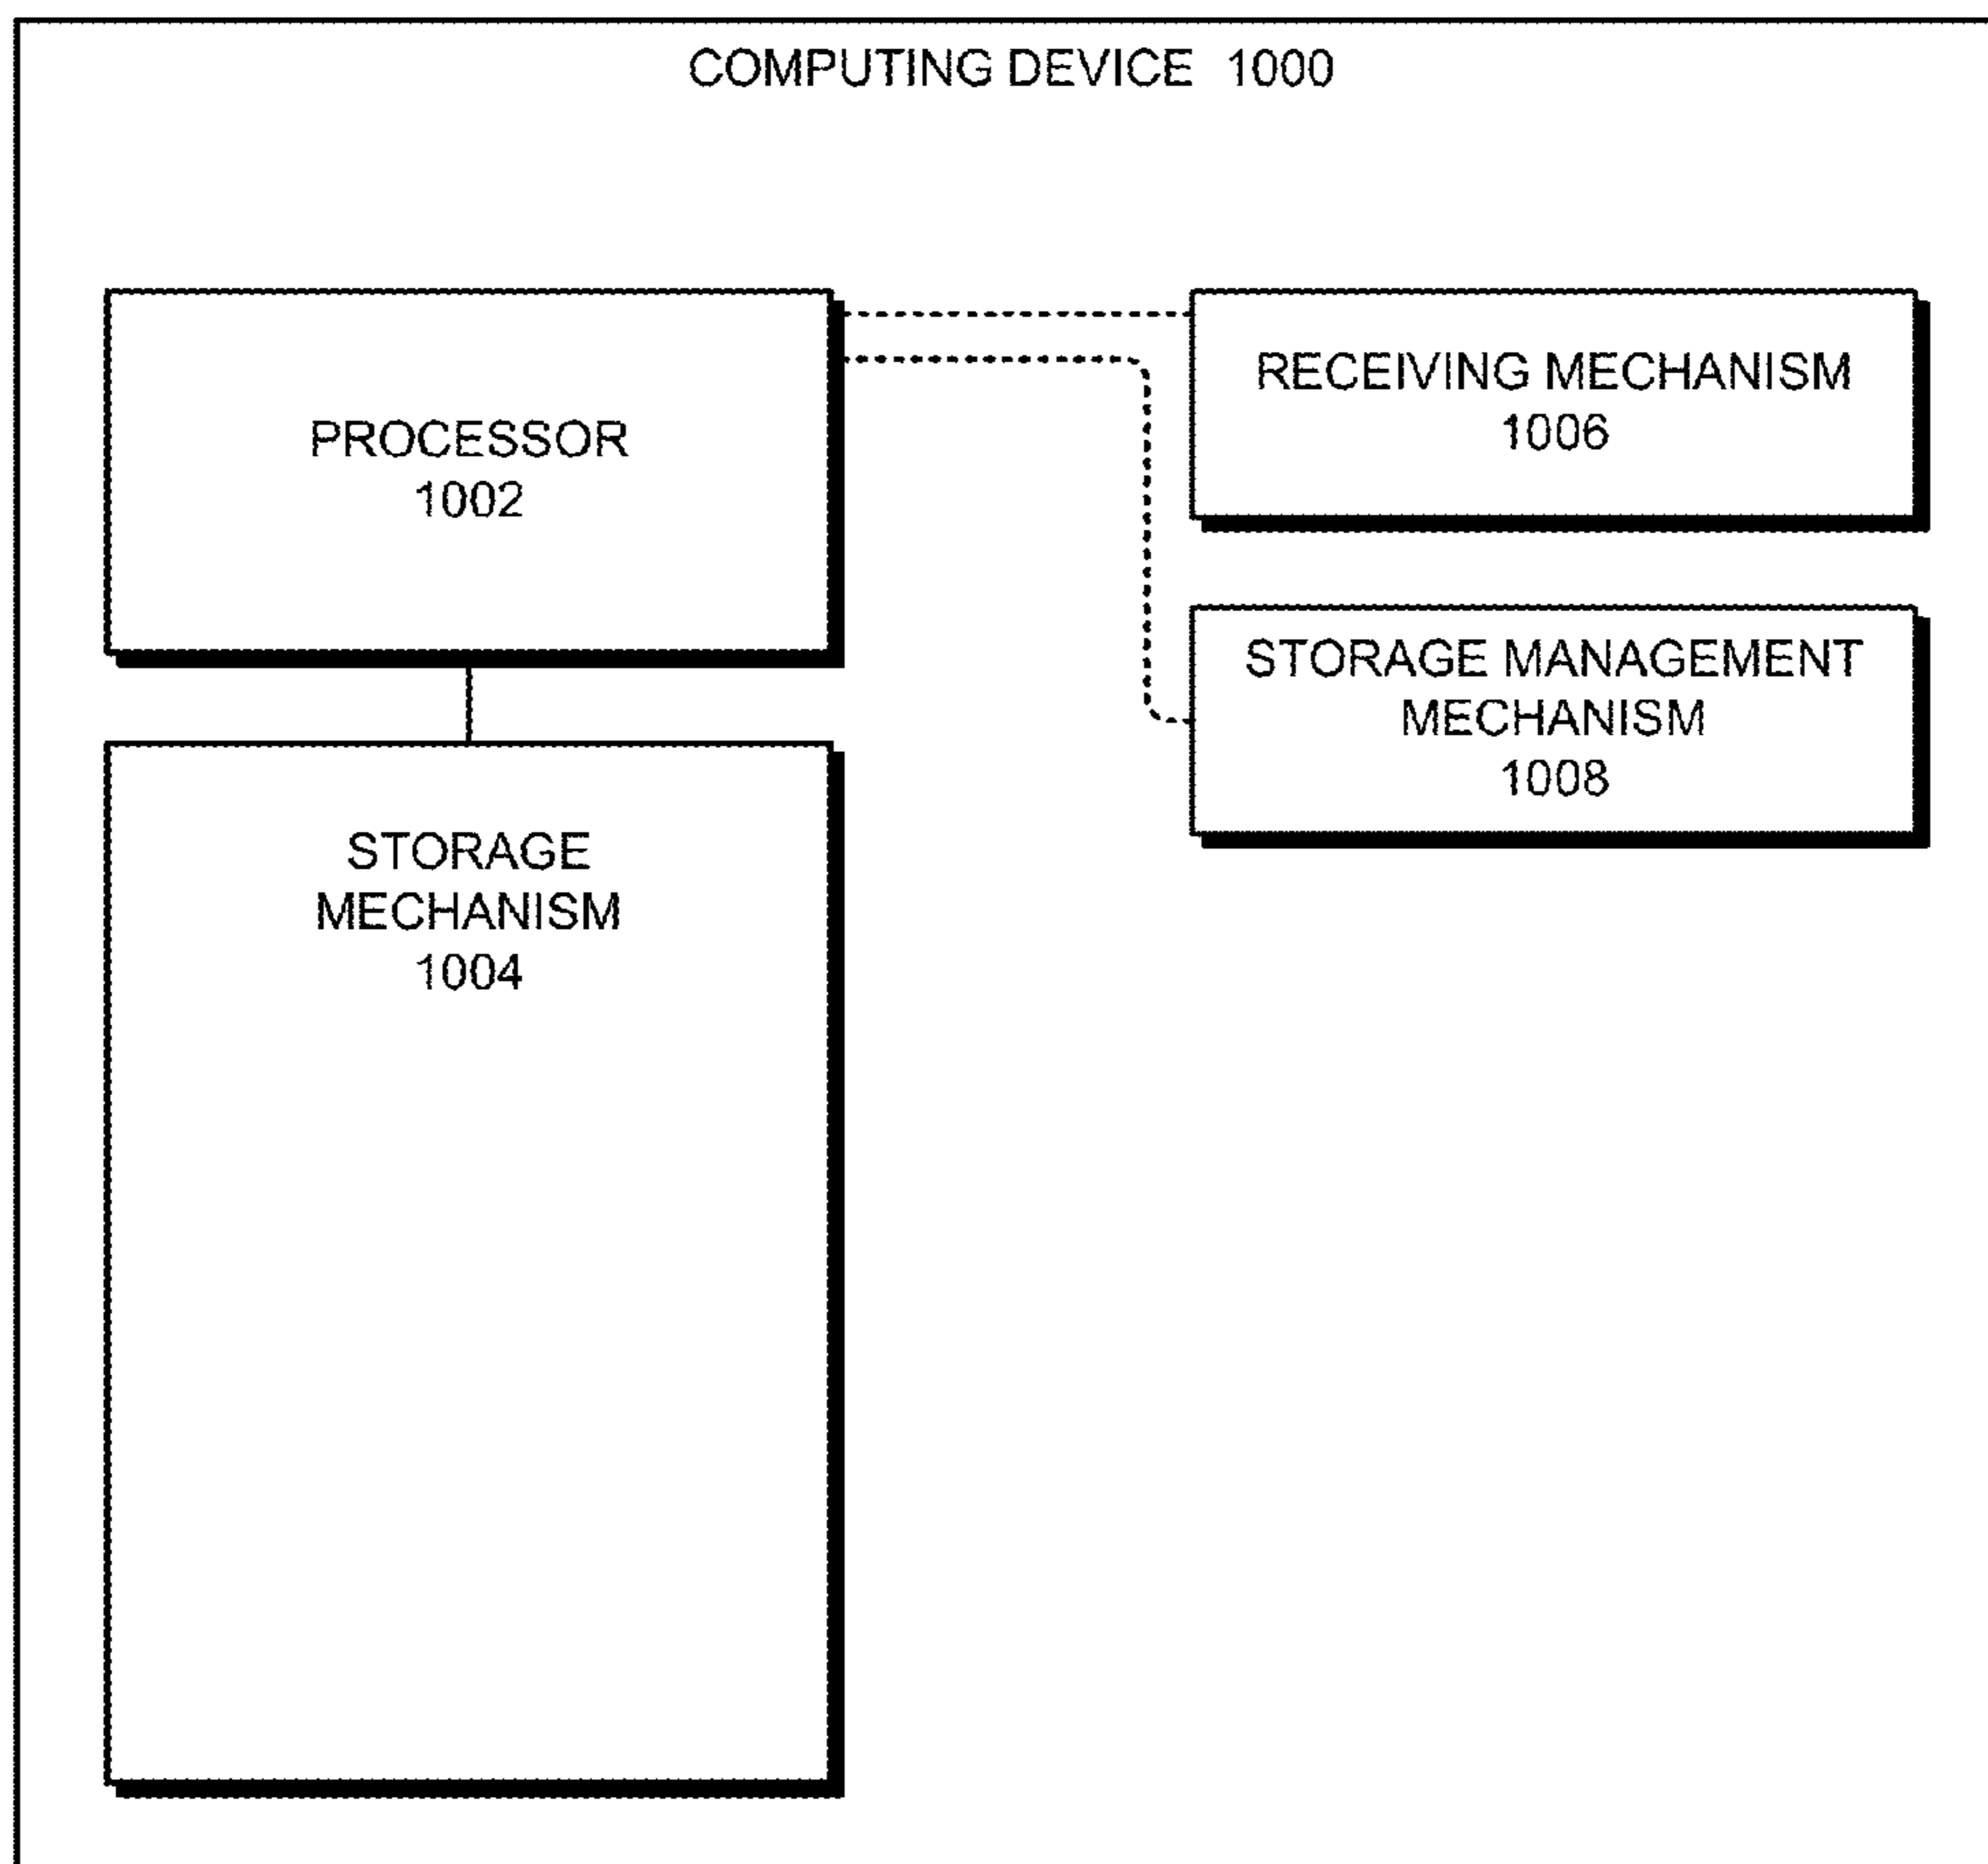 COMPUTING DEVICE 1000
PROCESSOR
1002
RECEIVING MECHANISM
1006
STORAGE MANAGEMENT
MECHANISM
1008
STORAGE
MECHANISM
1004